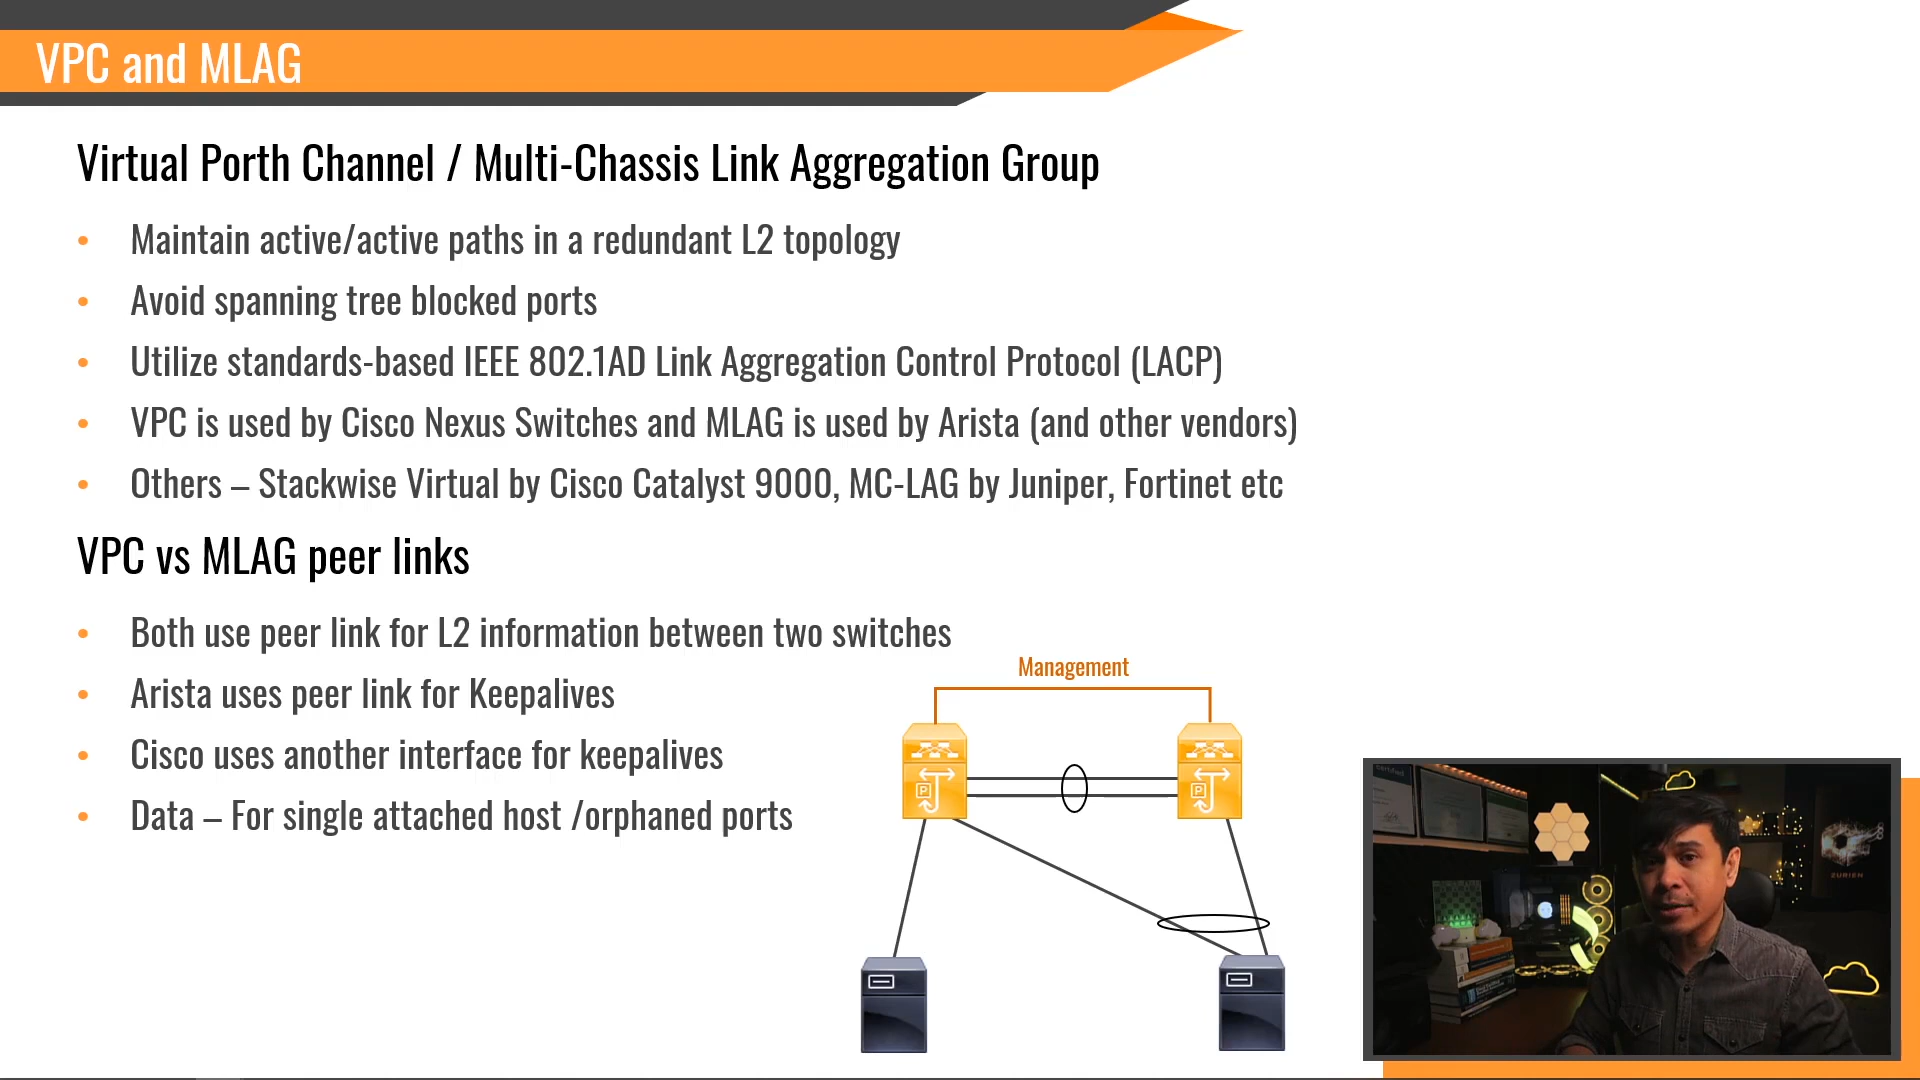 VPC and MLAG
Virtual Porth Channel / Multi-Chassis Link Aggregation Group
• Maintain active/active paths in a redundant L2 topology
• Avoid spanning tree blocked ports
• Utilize standards-based IEEE 802.1AD Link Aggregation Control Protocol (LACP)
• VPC is used by Cisco Nexus Switches and MLAG is used by Arista (and other vendors)
• Others – Stackwise Virtual by Cisco Catalyst 9000, MC-LAG by Juniper, Fortinet etc
VPC vs MLAG peer links
• Both use peer link for L2 information between two switches
• Arista uses peer link for Keepalives
• Cisco uses another interface for keepalives
• Data – For single attached host /orphaned ports
Management
P
P
EURIEN